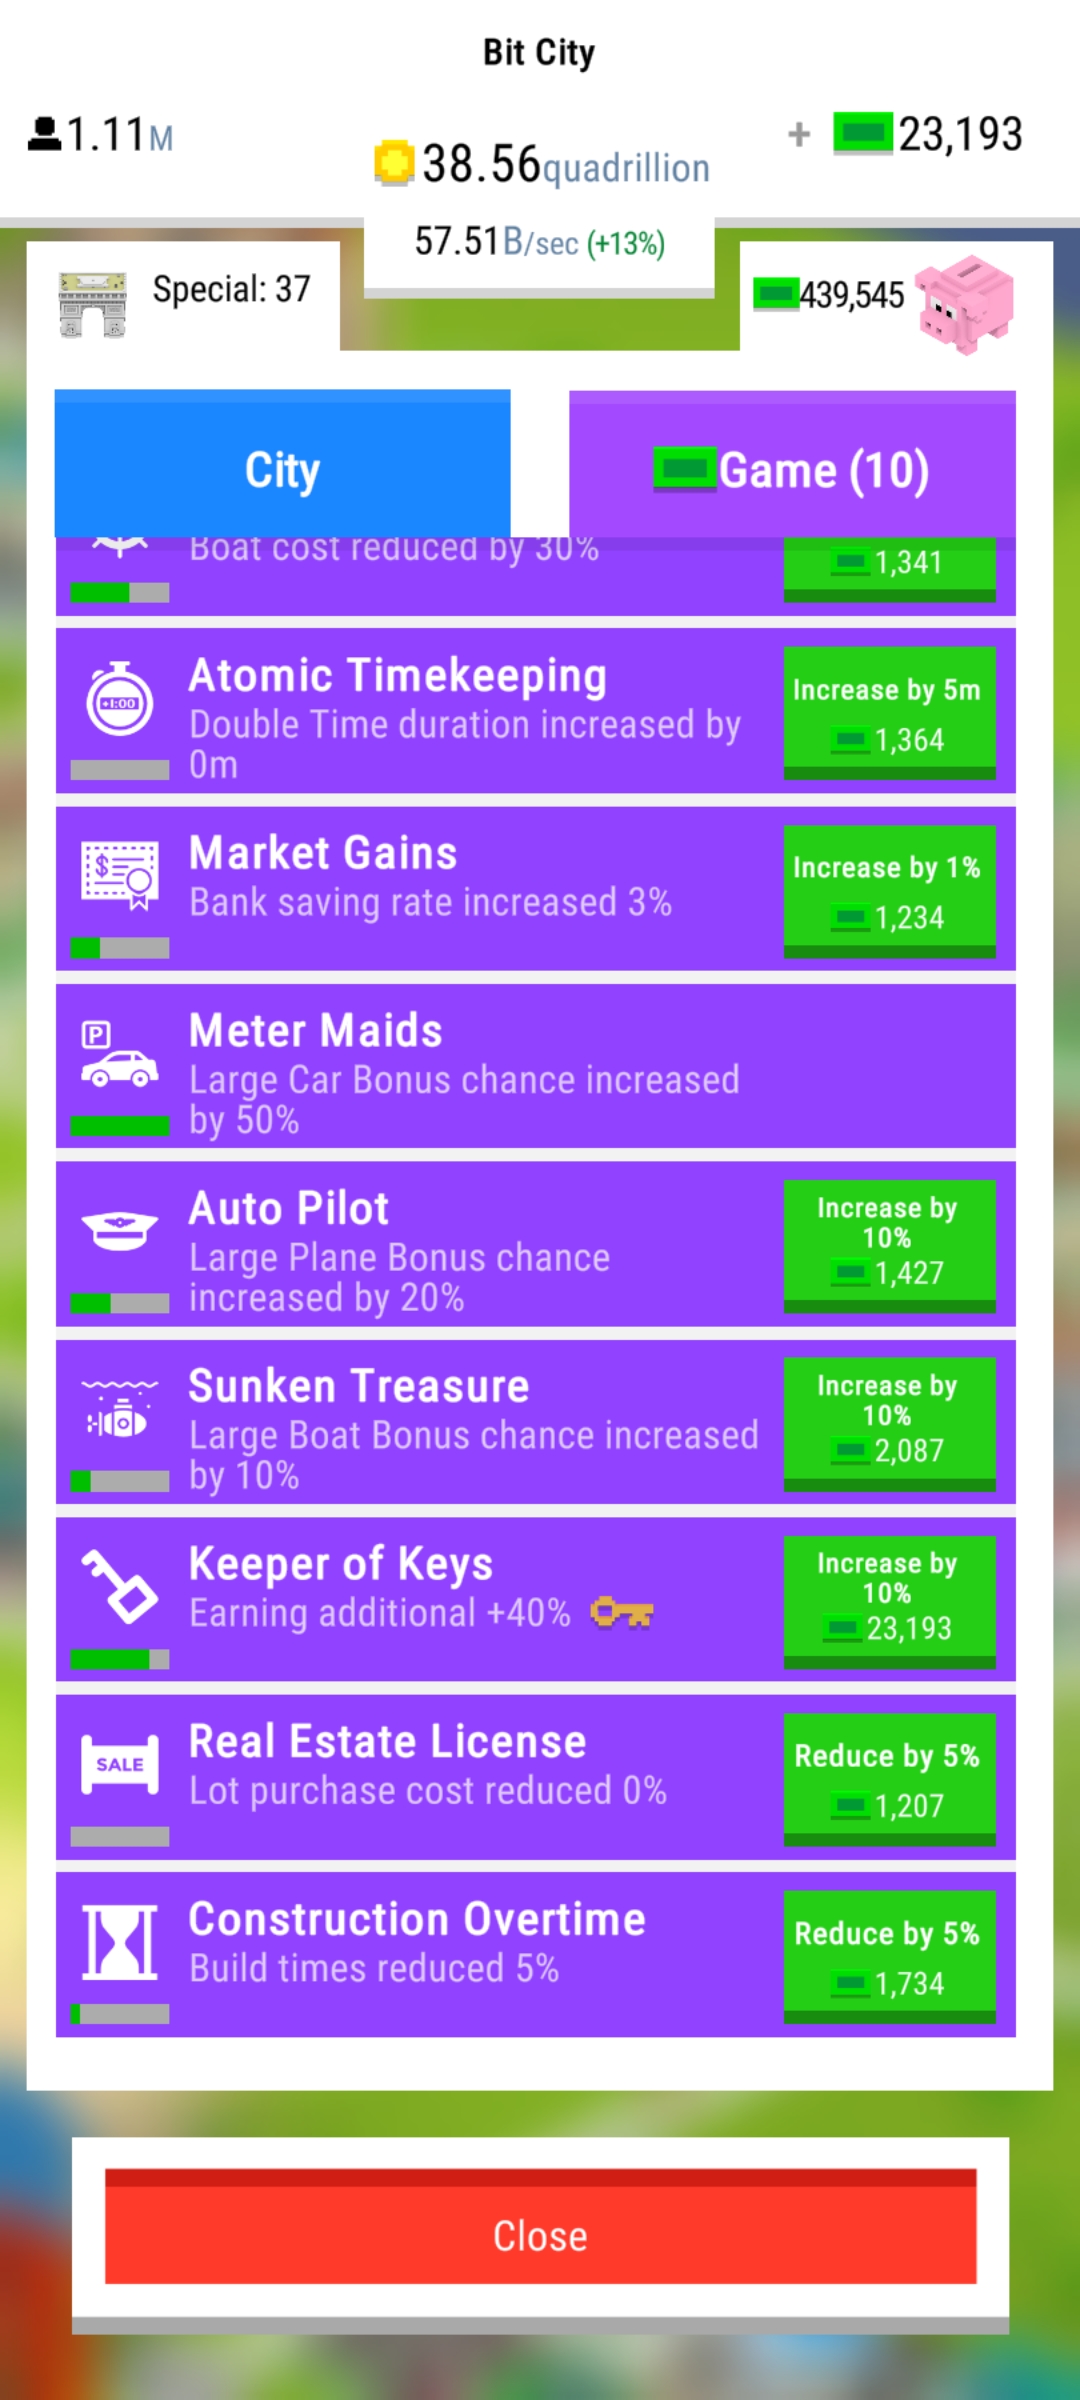 Bit City
1.11M
38.56quadrillion
+ 23,193
57.51B/sec (+13%)
Special: 37
439,545
City
Game (10)
Boat cost reduced by 30%
1,341
Atomic Timekeeping
Double Time duration increased by
0m
+1:00
Increase by 5m
1,364
Market Gains
Bank saving rate increased 3%
$
Increase by 1%
1,234
Meter Maids
Large Car Bonus chance increased
by 50%
P
Auto Pilot
Large Plane Bonus chance
increased by 20%
Increase by
10%
1,427
Sunken Treasure
Large Boat Bonus chance increased
by 10%
Increase by
10%
2,087
Keeper of Keys
Earning additional +40%
Increase by
10%
23,193
Real Estate License
Lot purchase cost reduced 0%
SALE
Reduce by 5%
1,207
Construction Overtime
Build times reduced 5%
Reduce by 5%
1,734
Close